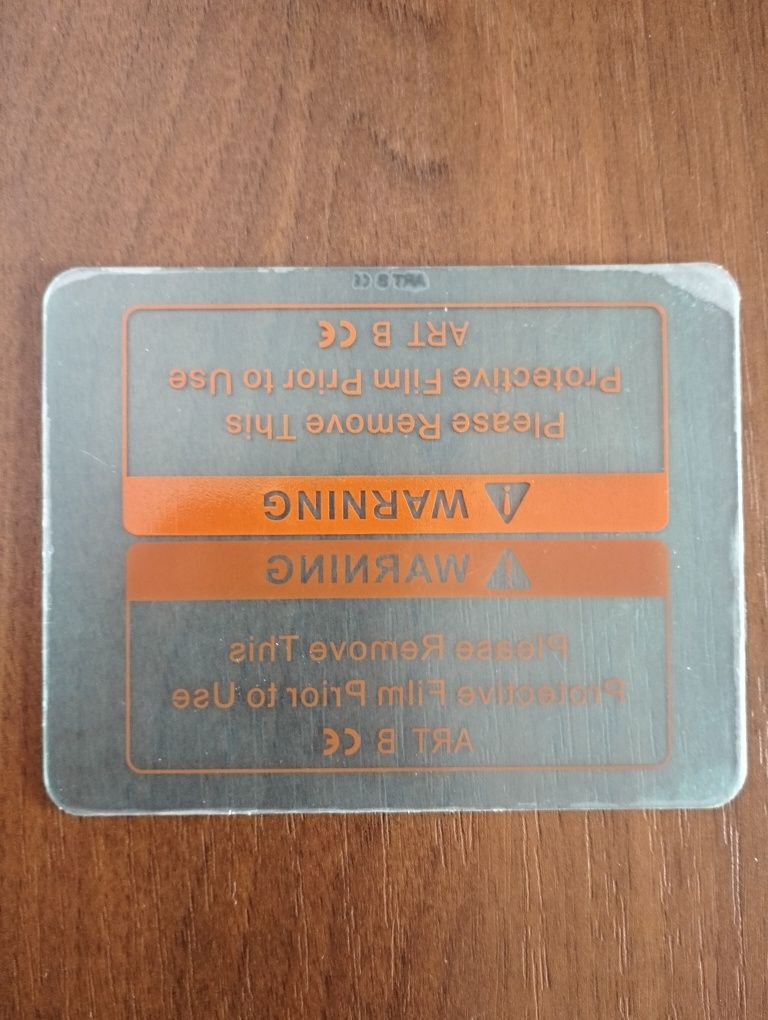 ART B CE
ART B CE
Protective Film Prior to Use
Please Remove This
WARNING
WARNING
Please Remove This
Protective Film Prior to Use
ART B CE